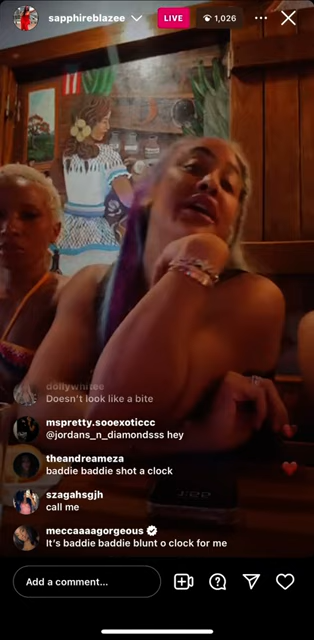 sapphireblazee
LIVE
1,026
dollywhitee
Doesn't look like a bite
mspretty.sooexoticcc
@jordans_n_diamondsss hey
theandreameza
baddie baddie shot a clock
szagahsgjh
call me
meccaaaagorgeous
It's baddie baddie blunt o clock for me
Add a comment...